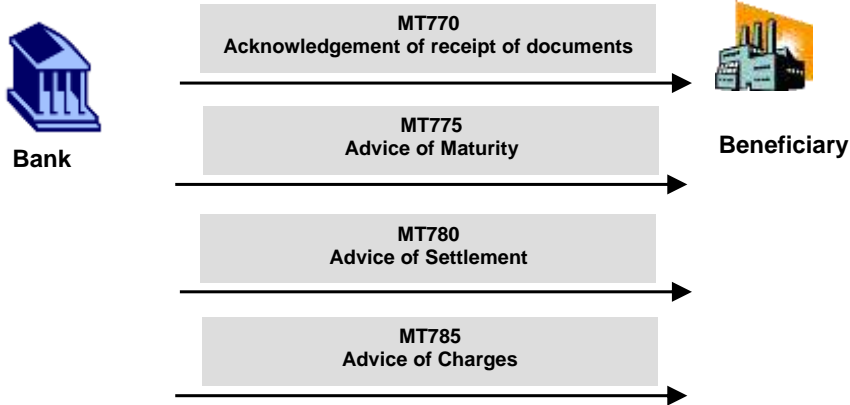 MT770
Acknowledgement of receipt of documents
Bank
MT775
Advice of Maturity
Beneficiary
MT780
Advice of Settlement
MT785
Advice of Charges